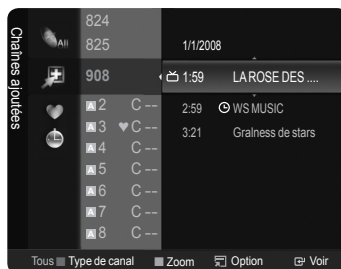 Chaînes ajoutées
All
824
825
1/1/2008
908 1:59 LA ROSE DES ....
A 2 C -- 2:59 WS MUSIC
A 3 ♥ C -- 3:21 Gralness de stars
A 4 C --
A 5 C --
A 6 C --
A 7 C --
A 8 C --
Tous Type de canal Zoom Option Voir